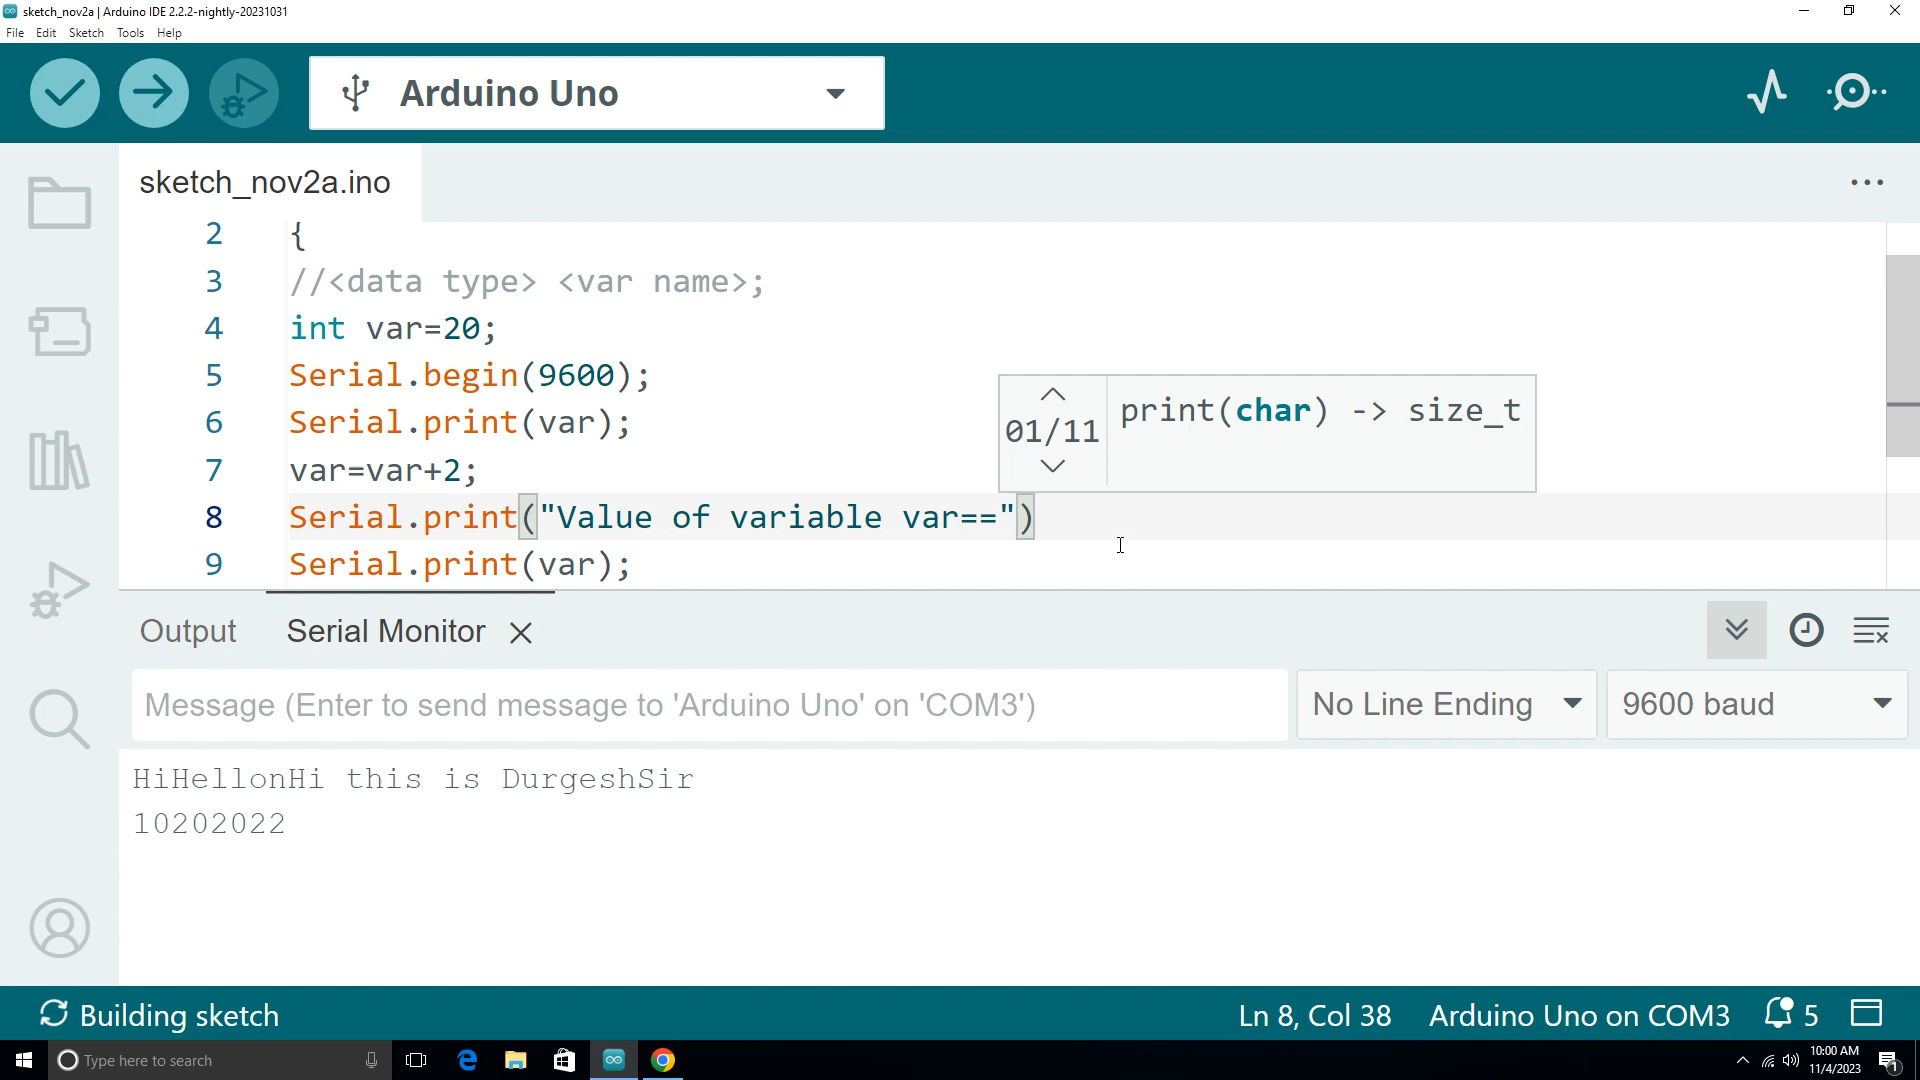 sketch_nov2a | Arduino IDE 2.2.2-nightly-20231031
File Edit Sketch Tools Help
Arduino Uno
sketch_nov2a.ino
2 {
3 //<data type> <var name>;
4 int var=20;
5 Serial.begin(9600);
6 Serial.print(var);
7 var=var+2;
01/11 print(char) -> size_t
8 Serial.print("Value of variable var==")
9 Serial.print(var);
Output Serial Monitor
Message (Enter to send message to 'Arduino Uno' on 'COM3') No Line Ending 9600 baud
HiHellonHi this is DurgeshSir
10202022
Building sketch Ln 8, Col 38 Arduino Uno on COM3 5
Type here to search 10:00 AM
11/4/2023 1